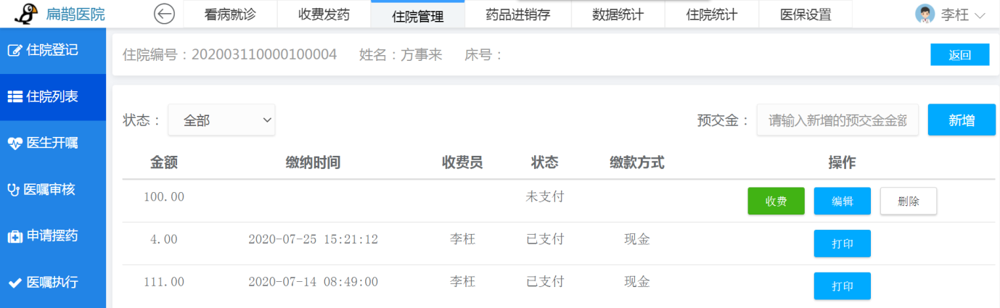 扁鹊医院 看病就诊 收费发药 住院管理 药品进销存 数据统计 住院统计 医保设置 李枉
住院登记
住院列表
医生开嘱
医嘱审核
申请摆药
医嘱执行
住院编号：202003110000100004 姓名：方事来 床号： 返回
状态： 全部 预交金： 请输入新增的预交金金额 新增
金额 缴纳时间 收费员 状态 缴款方式 操作
100.00 未支付 收费 编辑 删除
4.00 2020-07-25 15:21:12 李枉 已支付 现金 打印
111.00 2020-07-14 08:49:00 李枉 已支付 现金 打印